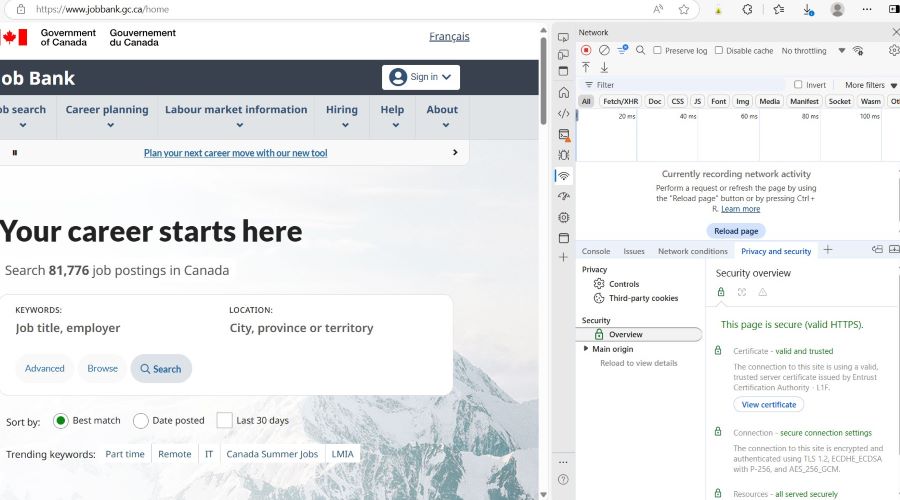 https://www.jobbank.gc.ca/home
Government
of Canada
Gouvernement
du Canada
Français
ob Bank
Sign in
ob search
Career planning
Labour market information
Hiring
Help
About
Plan your next career move with our new tool
Your career starts here
Search 81,776 job postings in Canada
KEYWORDS:
Job title, employer
LOCATION:
City, province or territory
Advanced
Browse
Search
Sort by:
Best match
Date posted
Last 30 days
Trending keywords:
Part time
Remote
IT
Canada Summer Jobs
LMIA
Network
Preserve log
Disable cache
No throttling
Filter
Invert
More filters
All
Fetch/XHR
Doc
CSS
JS
Font
Img
Media
Manifest
Socket
Wasm
Ot
20 ms
40 ms
60 ms
80 ms
100 ms
Currently recording network activity
Perform a request or refresh the page by using
the "Reload page" button or by pressing Ctrl +
R. Learn more
Reload page
Console
Issues
Network conditions
Privacy and security
Privacy
Controls
Third-party cookies
Security
Overview
Main origin
Reload to view details
Security overview
This page is secure (valid HTTPS).
Certificate - valid and trusted
The connection to this site is using a valid,
trusted server certificate issued by Entrust
Certification Authority - L1F.
View certificate
Connection - secure connection settings
The connection to this site is encrypted and
authenticated using TLS 1.2, ECDHE_ECDSA
with P-256, and AES_256_GCM.
Resources - all served securely